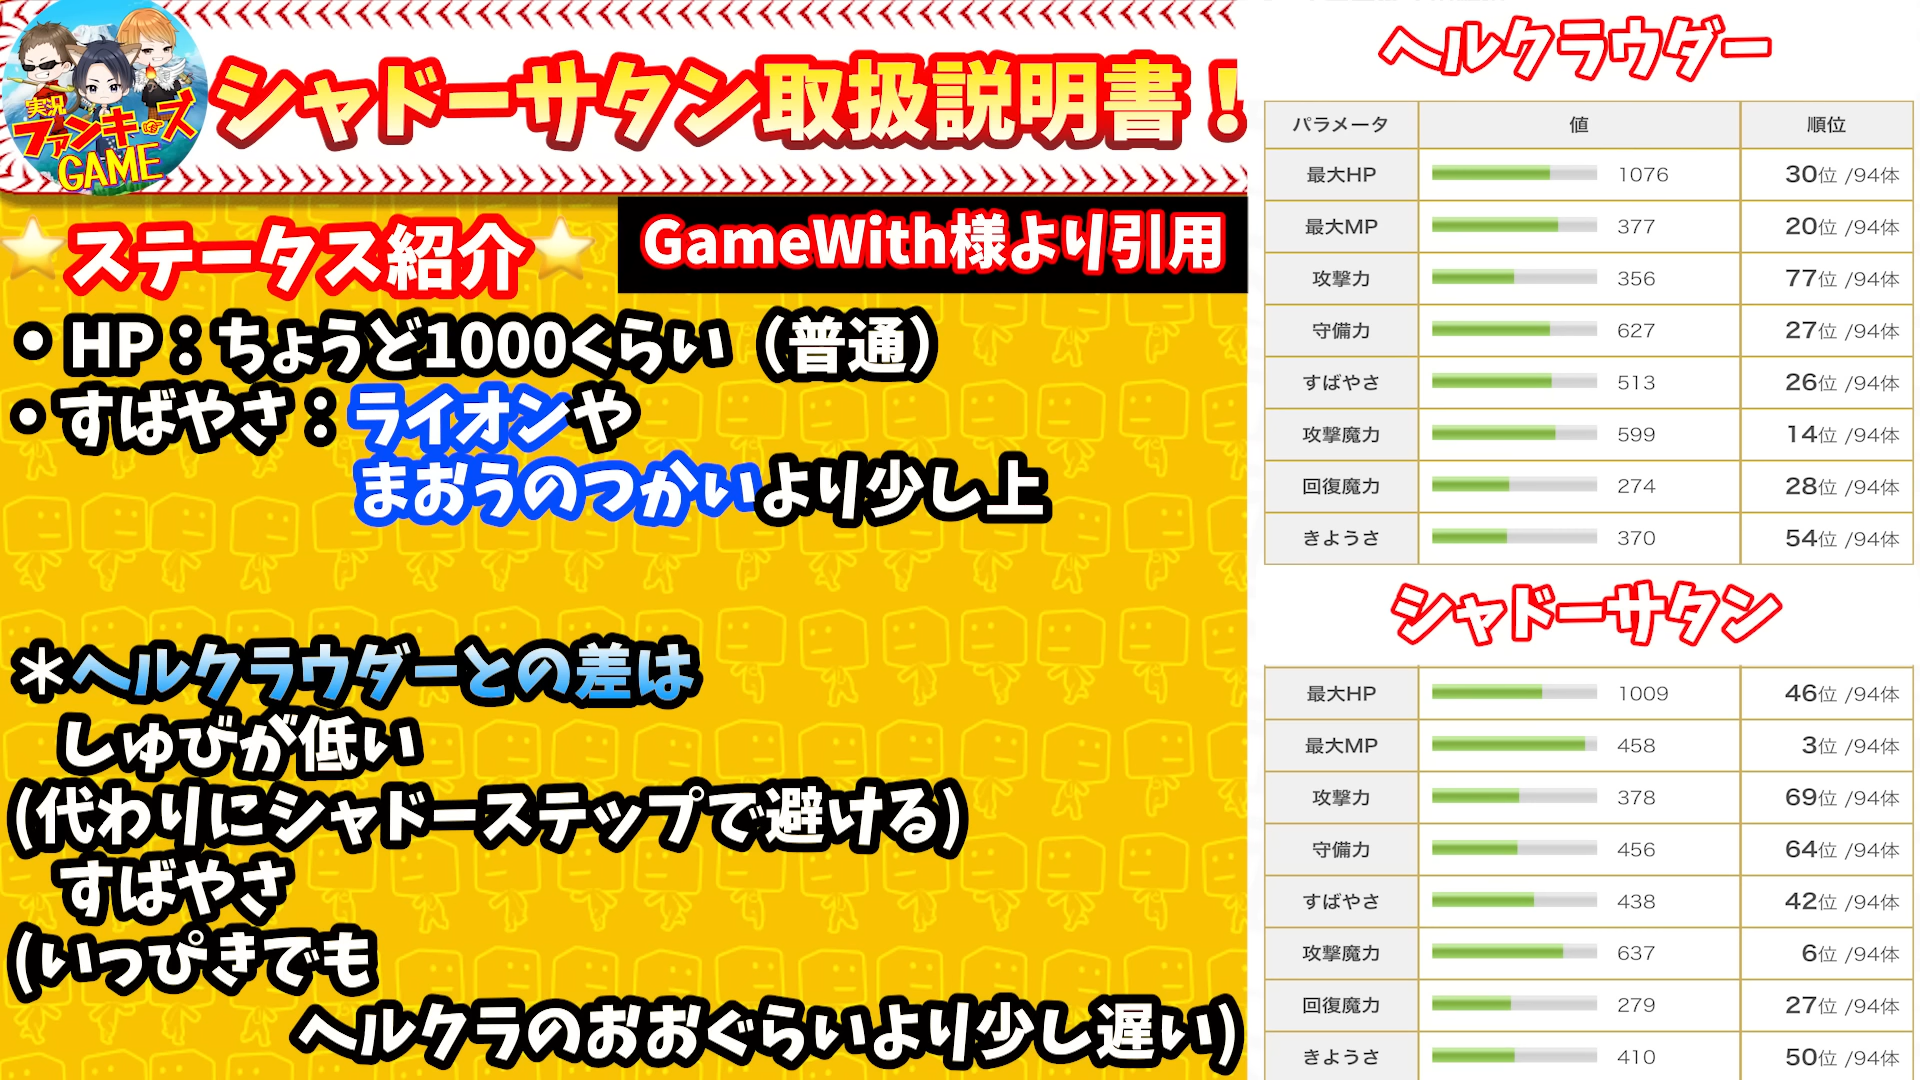 実況
ファンキーズ
GAME
シャドーサタン取扱説明書！
⭐ステータス紹介⭐
GameWith様より引用
・HP：ちょうど1000くらい（普通）
・すばやさ：ライオンや
まおうのつかいより少し上
＊ヘルクラウダーとの差は
しゅびが低い
(代わりにシャドーステップで避ける)
すばやさ
(いっぴきでも
ヘルクラのおおぐらいより少し遅い)
ヘルクラウダー
パラメータ 値 順位
最大HP 1076 30位 /94体
最大MP 377 20位 /94体
攻撃力 356 77位 /94体
守備力 627 27位 /94体
すばやさ 513 26位 /94体
攻撃魔力 599 14位 /94体
回復魔力 274 28位 /94体
きようさ 370 54位 /94体
シャドーサタン
最大HP 1009 46位 /94体
最大MP 458 3位 /94体
攻撃力 378 69位 /94体
守備力 456 64位 /94体
すばやさ 438 42位 /94体
攻撃魔力 637 6位 /94体
回復魔力 279 27位 /94体
きようさ 410 50位 /94体